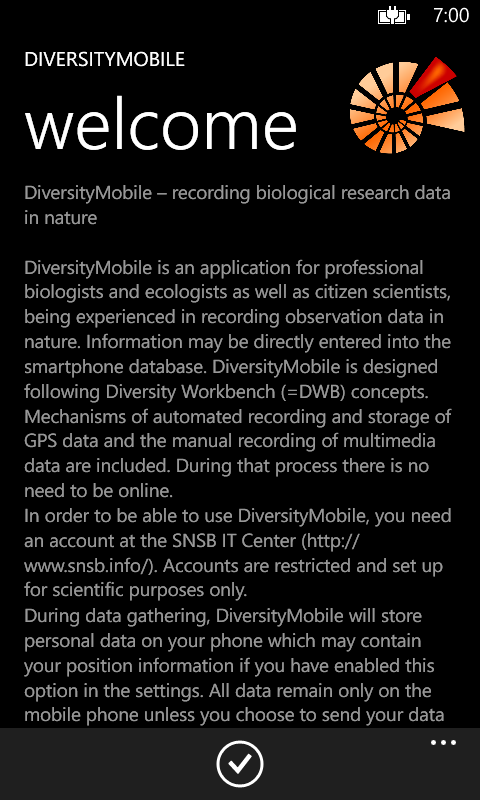 7:00
DIVERSITYMOBILE
welcome
DiversityMobile – recording biological research data
in nature
DiversityMobile is an application for professional
biologists and ecologists as well as citizen scientists,
being experienced in recording observation data in
nature. Information may be directly entered into the
smartphone database. DiversityMobile is designed
following Diversity Workbench (=DWB) concepts.
Mechanisms of automated recording and storage of
GPS data and the manual recording of multimedia
data are included. During that process there is no
need to be online.
In order to be able to use DiversityMobile, you need
an account at the SNSB IT Center (http://
www.snsb.info/). Accounts are restricted and set up
for scientific purposes only.
During data gathering, DiversityMobile will store
personal data on your phone which may contain
your position information if you have enabled this
option in the settings. All data remain only on the
mobile phone unless you choose to send your data